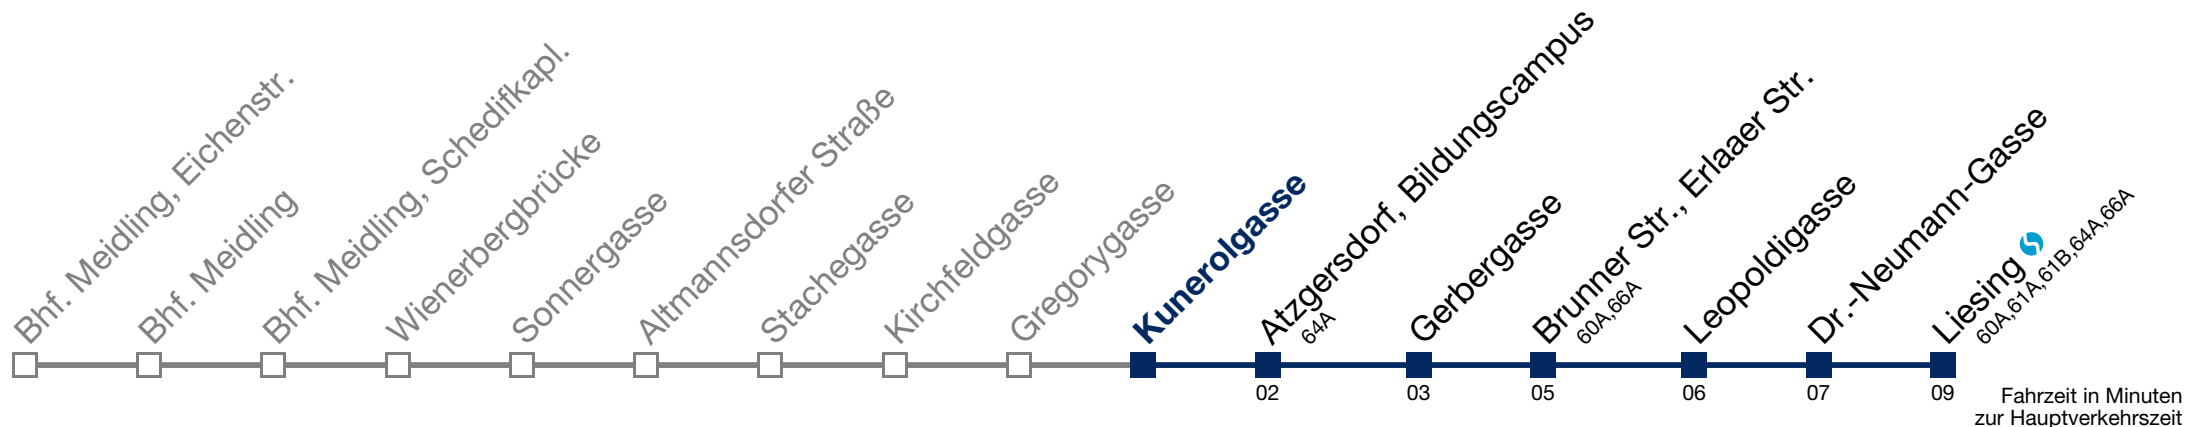 Bhf. Meidling, Eichenstr.
Bhf. Meidling
Bhf. Meidling, Schedifkapl.
Wienerbergbrücke
Sonnergasse
Altmannsdorfer Straße
Stachegasse
Kirchfeldgasse
Gregorygasse
Kunerolgasse
Atzgersdorf, Bildungscampus
64A
Gerbergasse
Brunner Str., Erlaaer Str.
60A,66A
Leopoldigasse
Dr.-Neumann-Gasse
Liesing
60A,61A,61B,64A,66A
02
03
05
06
07
09
Fahrzeit in Minuten
zur Hauptverkehrszeit